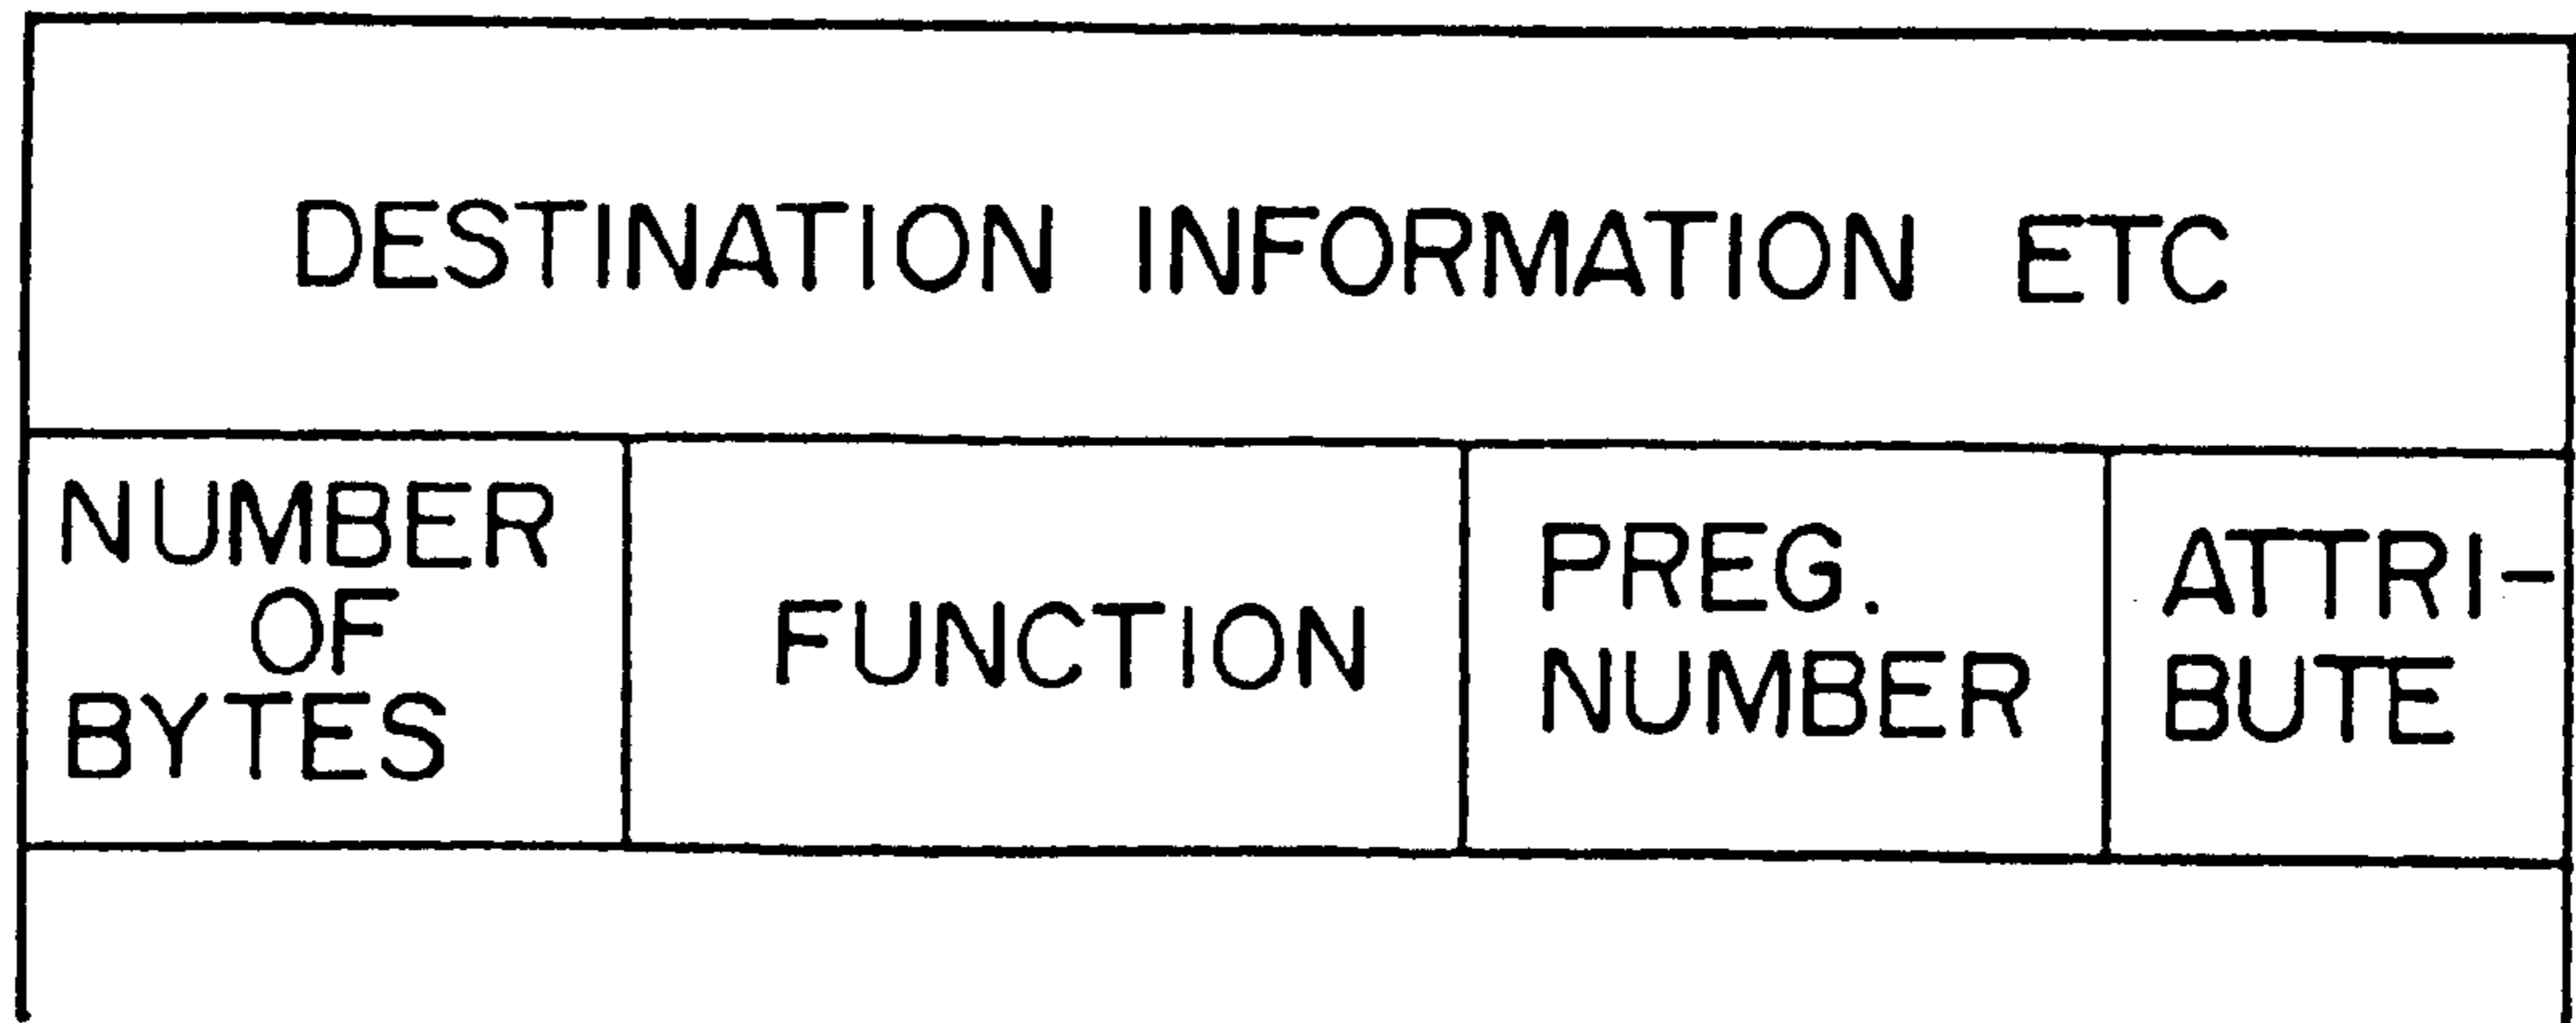 DESTINATION INFORMATION ETC
NUMBER
OF
BYTES
FUNCTION
PREG.
NUMBER
ATTRI-
BUTE